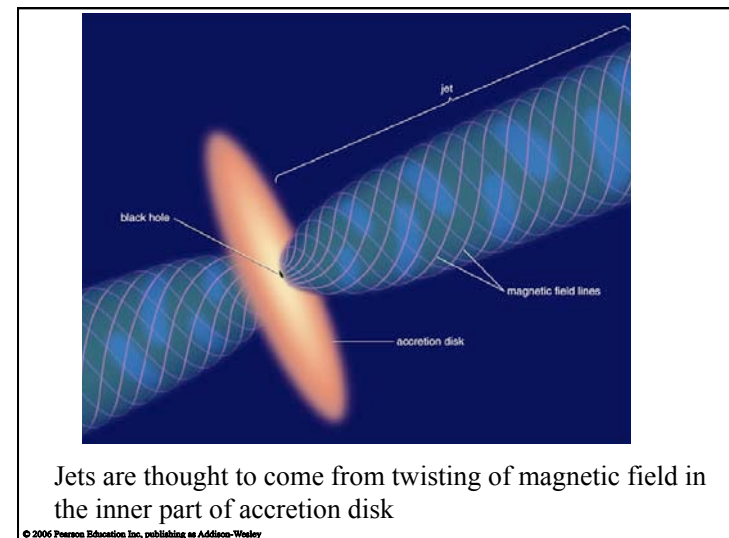 jet
black hole
magnetic field lines
accretion disk
Jets are thought to come from twisting of magnetic field in
the inner part of accretion disk
© 2006 Pearson Education Inc, publishing as Addison-Wesley